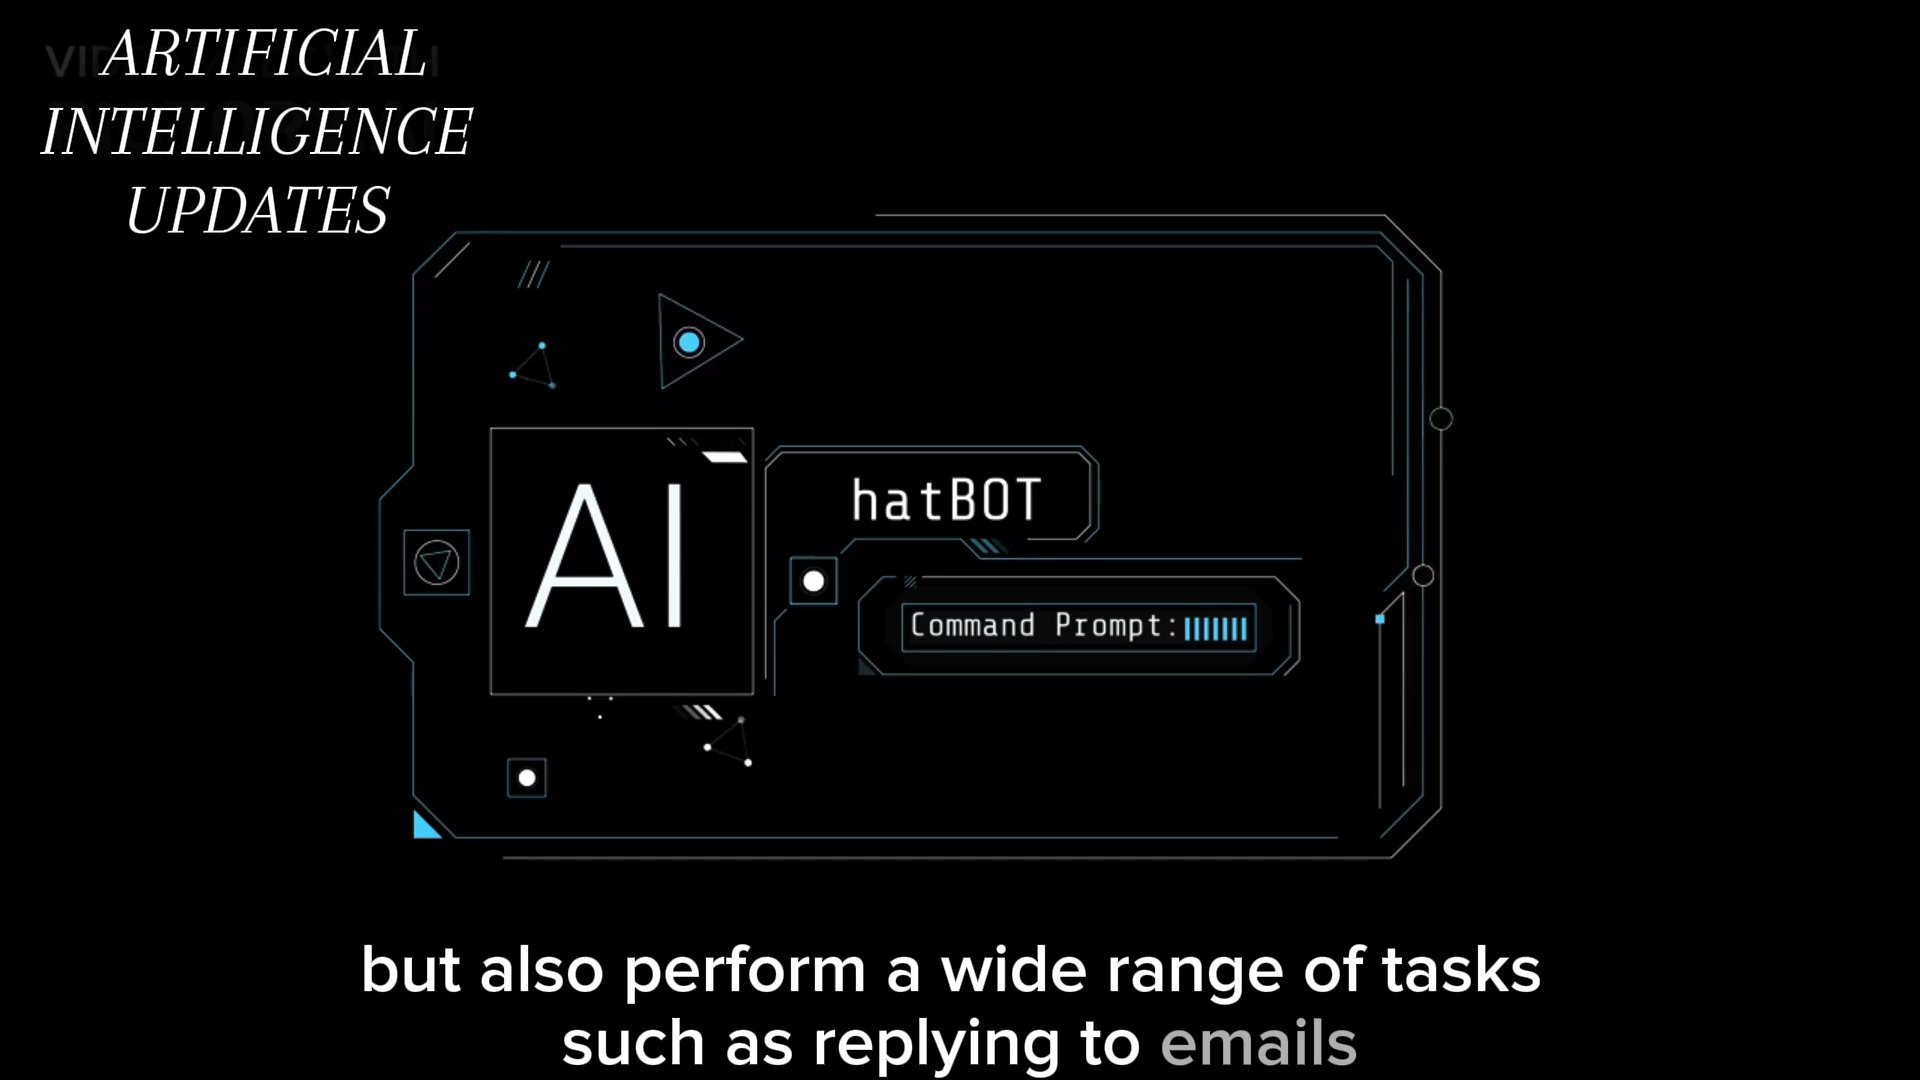 ARTIFICIAL
INTELLIGENCE
UPDATES
AI
hatBOT
Command Prompt:
but also perform a wide range of tasks
such as replying to emails